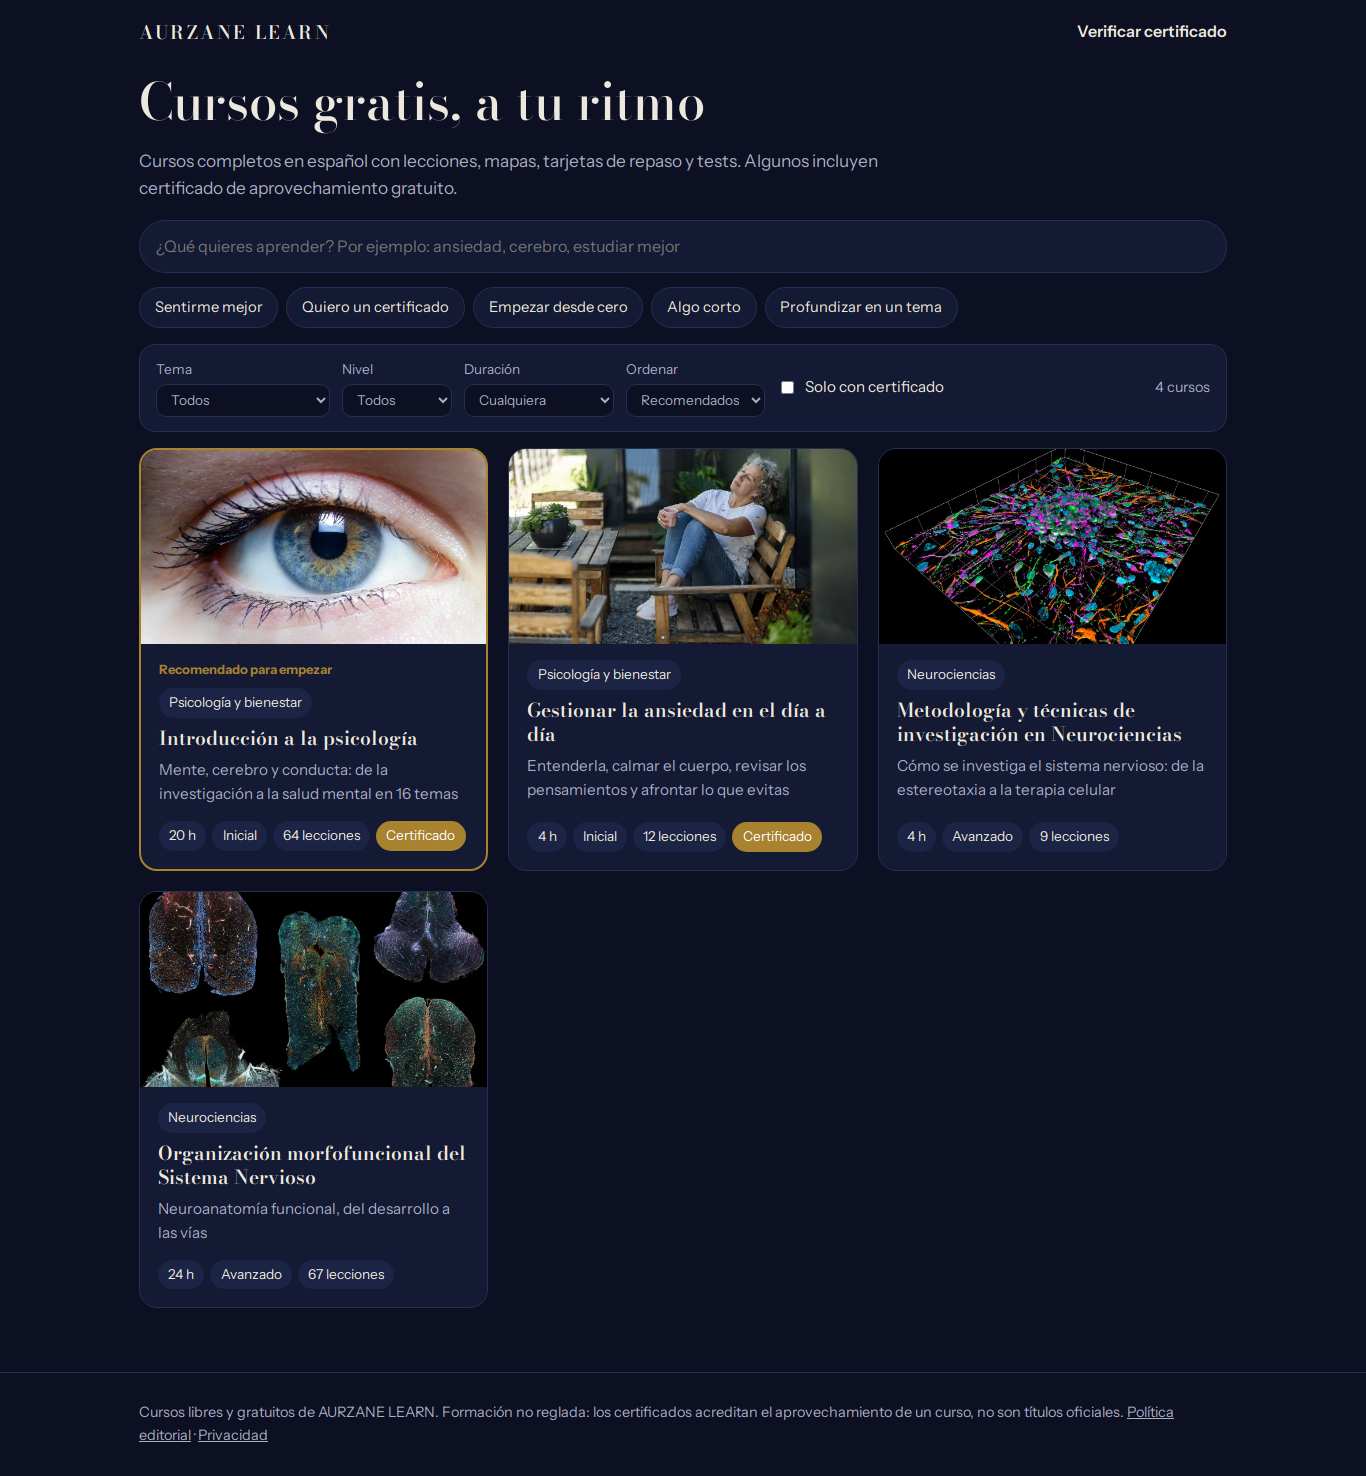 AURZANE LEARN
Verificar certificado
Cursos gratis, a tu ritmo
Cursos completos en español con lecciones, mapas, tarjetas de repaso y tests. Algunos incluyen
certificado de aprovechamiento gratuito.
¿Qué quieres aprender? Por ejemplo: ansiedad, cerebro, estudiar mejor
Sentirme mejor
Quiero un certificado
Empezar desde cero
Algo corto
Profundizar en un tema
Tema
Nivel
Duración
Ordenar
Todos
Todos
Cualquiera
Recomendados
Solo con certificado
4 cursos
Recomendado para empezar
Psicología y bienestar
Introducción a la psicología
Mente, cerebro y conducta: de la
investigación a la salud mental en 16 temas
20 h
Inicial
64 lecciones
Certificado
Psicología y bienestar
Gestionar la ansiedad en el día a
día
Entenderla, calmar el cuerpo, revisar los
pensamientos y afrontar lo que evitas
4 h
Inicial
12 lecciones
Certificado
Neurociencias
Metodología y técnicas de
investigación en Neurociencias
Cómo se investiga el sistema nervioso: de la
estereotaxia a la terapia celular
4 h
Avanzado
9 lecciones
Neurociencias
Organización morfofuncional del
Sistema Nervioso
Neuroanatomía funcional, del desarrollo a
las vías
24 h
Avanzado
67 lecciones
Cursos libres y gratuitos de AURZANE LEARN. Formación no reglada: los certificados acreditan el aprovechamiento de un curso, no son títulos oficiales. Política
editorial · Privacidad